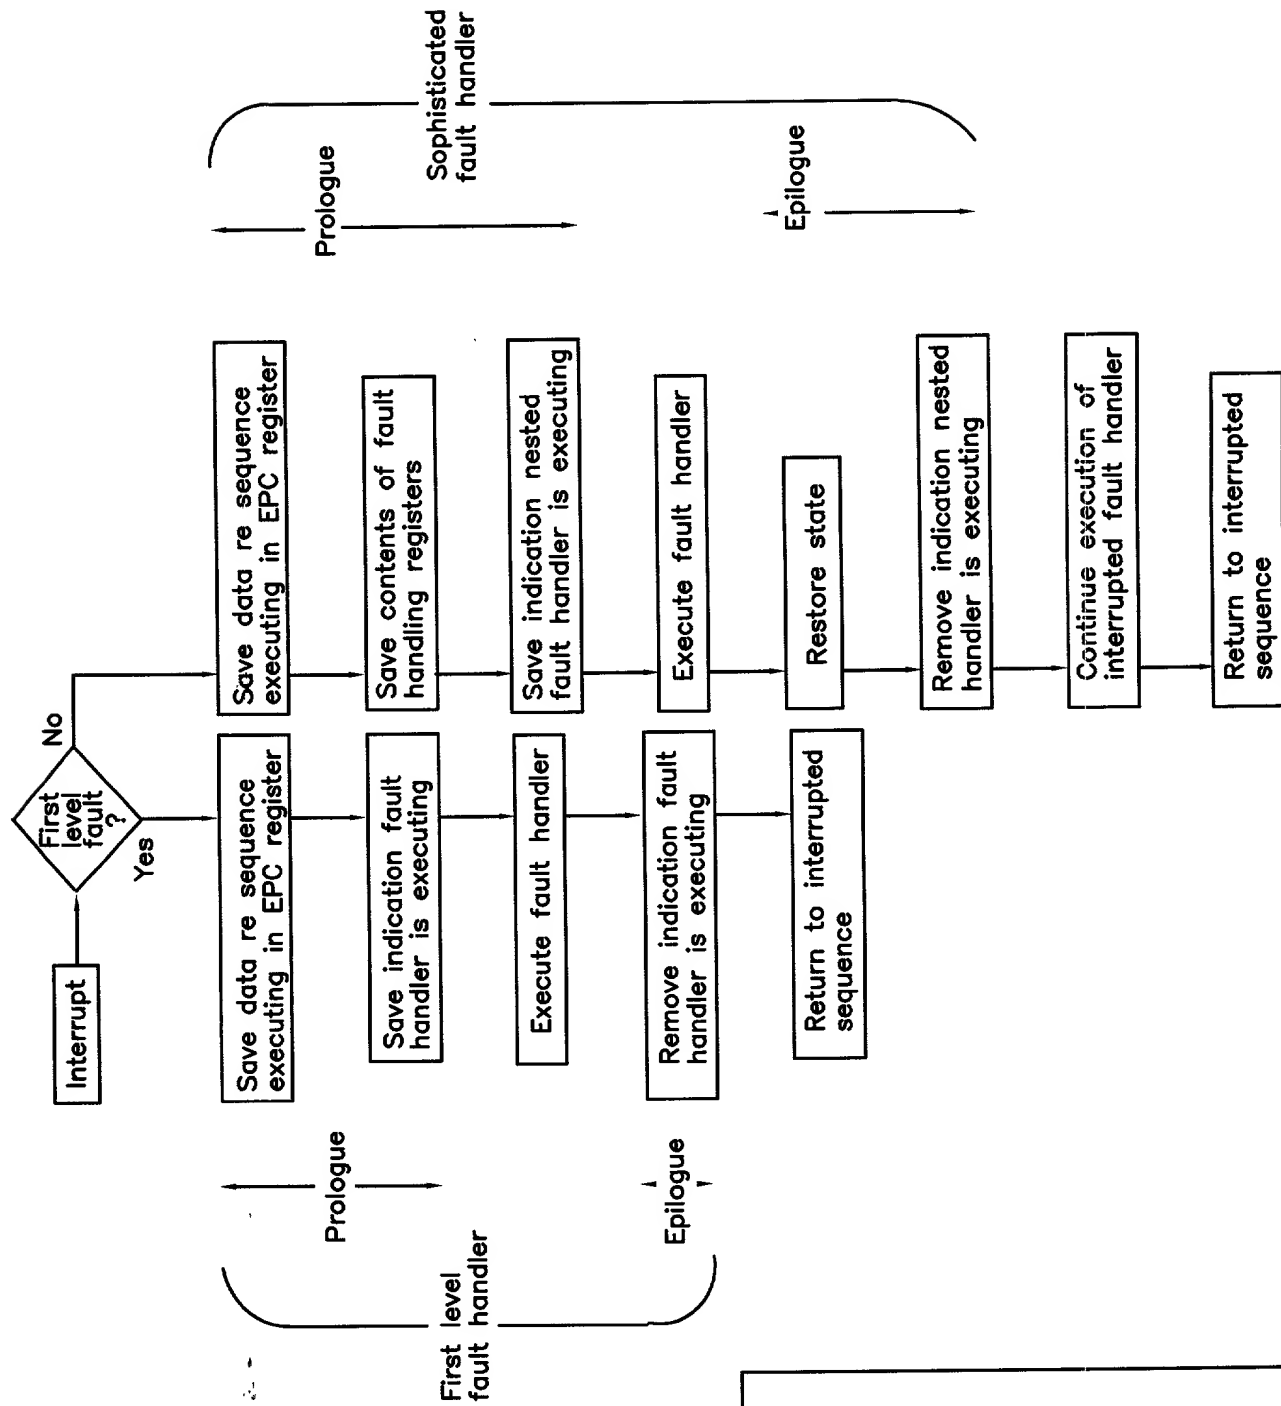 Interrupt
First
level
fault
?
Yes
No
Save data re sequence
executing in EPC register
Save indication fault
handler is executing
Execute fault handler
Remove indication fault
handler is executing
Return to interrupted
sequence
Prologue
Epilogue
First level
fault handler
Save data re sequence
executing in EPC register
Save contents of fault
handling registers
Save indication nested
fault handler is executing
Execute fault handler
Restore state
Remove indication nested
handler is executing
Continue execution of
interrupted fault handler
Return to interrupted
sequence
Prologue
Epilogue
Sophisticated
fault handler